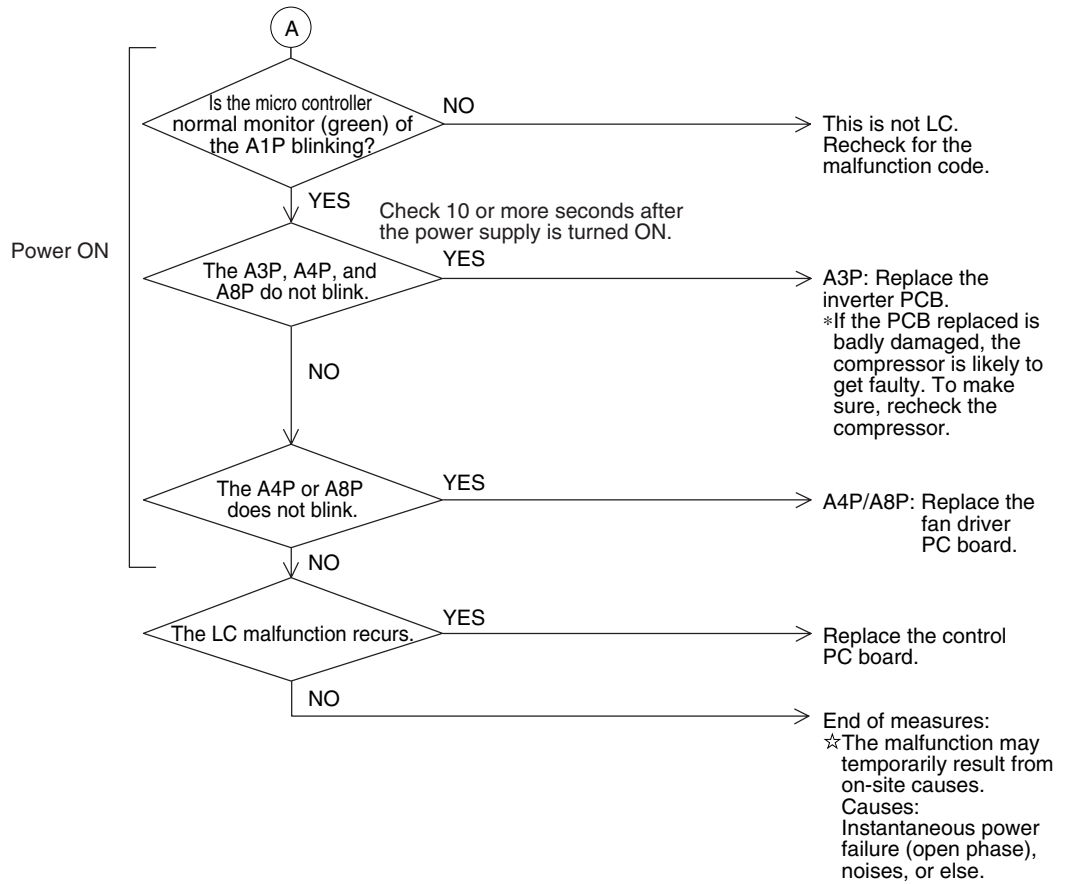 A
Is the micro controller
normal monitor (green) of
the A1P blinking?
NO
This is not LC.
Recheck for the
malfunction code.
YES
Check 10 or more seconds after
the power supply is turned ON.
Power ON
The A3P, A4P, and
A8P do not blink.
YES
A3P: Replace the
inverter PCB.
*If the PCB replaced is
badly damaged, the
compressor is likely to
get faulty. To make
sure, recheck the
compressor.
NO
The A4P or A8P
does not blink.
YES
A4P/A8P: Replace the
fan driver
PC board.
NO
The LC malfunction recurs.
YES
Replace the control
PC board.
NO
End of measures:
☆The malfunction may
temporarily result from
on-site causes.
Causes:
Instantaneous power
failure (open phase),
noises, or else.